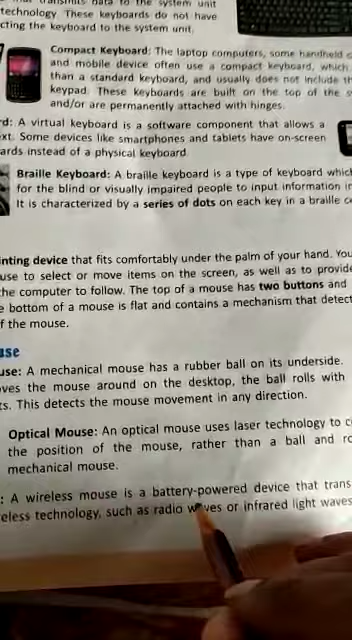 transmits data to the system unit
technology. These keyboards do not have
cting the keyboard to the system unit.
Compact Keyboard: The laptop computers, some handheld
and mobile device often use a compact keyboard, which
than a standard keyboard, and usually does not include
keypad. These keyboards are built on the top of the
and/or are permanently attached with hinges.
rd: A virtual keyboard is a software component that allows a
xt. Some devices like smartphones and tablets have on-screen
ards instead of a physical keyboard.
Braille Keyboard: A braille keyboard is a type of keyboard
for the blind or visually impaired people to input information
It is characterized by a series of dots on each key in a braille
inting device that fits comfortably under the palm of your hand. You
use to select or move items on the screen, as well as to provide
the computer to follow. The top of a mouse has two buttons and
e bottom of a mouse is flat and contains a mechanism that detect
f the mouse.
use
use: A mechanical mouse has a rubber ball on its underside.
oves the mouse around on the desktop, the ball rolls with
ts. This detects the mouse movement in any direction.
Optical Mouse: An optical mouse uses laser technology to
the position of the mouse, rather than a ball and
mechanical mouse.
: A wireless mouse is a battery-powered device that trans
eless technology, such as radio waves or infrared light waves